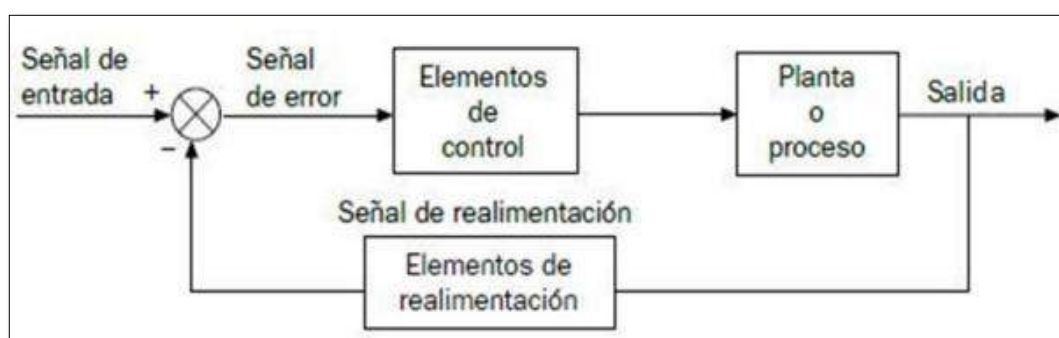 Señal de
entrada
+
−
Señal
de error
Elementos
de
control
Planta
o
proceso
Salida
Señal de realimentación
Elementos de
realimentación